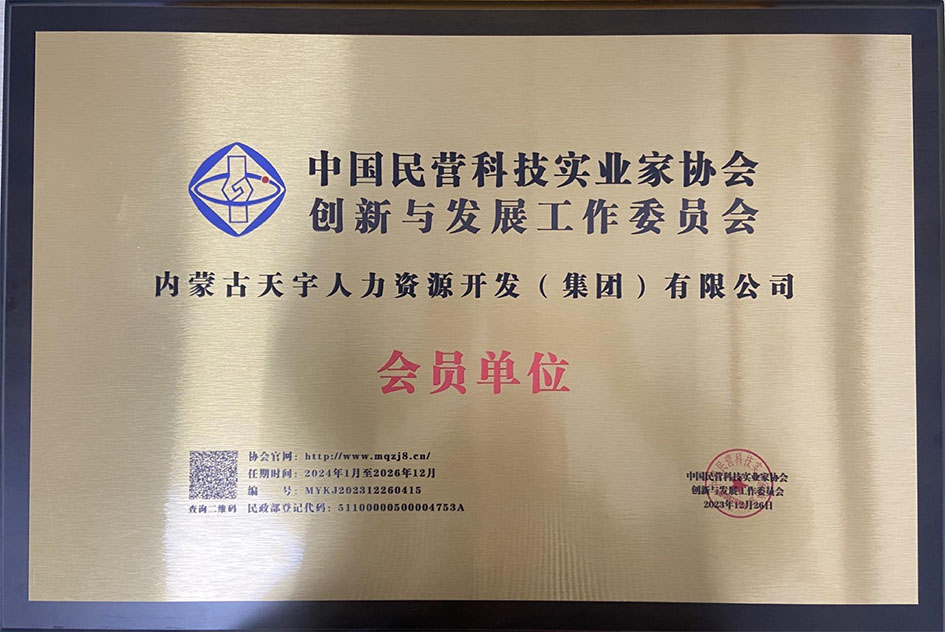 中国民营科技实业家协会
创新与发展工作委员会
内蒙古天宇人力资源开发（集团）有限公司
会员单位
协会官网：http://www.mqzj8.cn/
任期时间：2024年1月至2026年12月
编　　号：MYKJ202312260415
查询二维码 民政部登记代码：51100000500004753A
中国民营科技实业家协会
创新与发展工作委员会
2023年12月26日